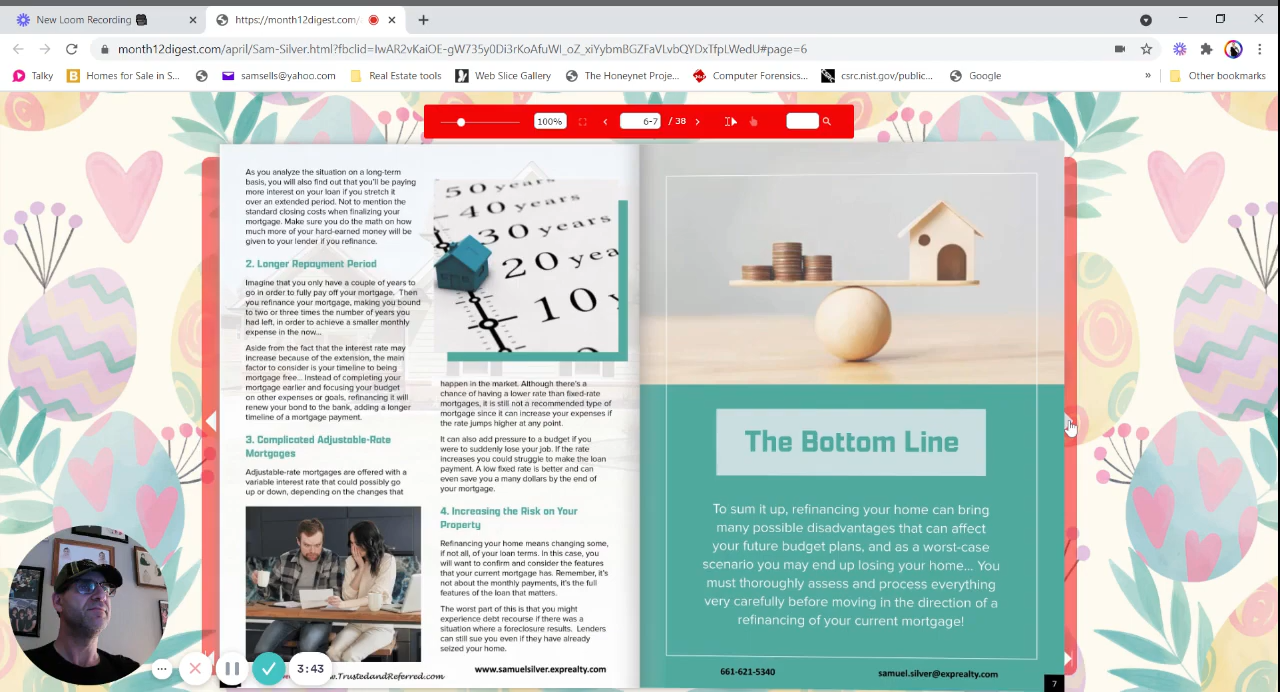 New Loom Recording
https://month12digest.com/
month12digest.com/april/Sam-Silver.html?fbclid=IwAR2vKaiOE-gW735y0Di3rKoAfuWI_oZ_xiYybmBGZFaVLvbQYDxTfpLWedU#page=6
Talky
Homes for Sale in S...
samsells@yahoo.com
Real Estate tools
Web Slice Gallery
The Honeynet Proje...
Computer Forensics...
csrc.nist.gov/public...
Google
»
Other bookmarks
100%
6-7 / 38
As you analyze the situation on a long-term
basis, you will also find out that you'll be paying
more interest on your loan if you stretch it
over an extended period. Not to mention the
standard closing costs when finalizing your
mortgage. Make sure you do the math on how
much more of your hard-earned money will be
given to your lender if you refinance.
2. Longer Repayment Period
Imagine that you only have a couple of years to
go in order to fully pay off your mortgage. Then
you refinance your mortgage, making you bound
to two or three times the number of years you
had left, in order to achieve a smaller monthly
expense in the now...
Aside from the fact that the interest rate may
increase because of the extension, the main
factor to consider is your timeline to being
mortgage free... Instead of completing your
mortgage earlier and focusing your budget
on other expenses or goals, refinancing it will
renew your bond to the bank, adding a longer
timeline of a mortgage payment.
3. Complicated Adjustable-Rate
Mortgages
Adjustable-rate mortgages are offered with a
variable interest rate that could possibly go
up or down, depending on the changes that
50 years
40 years
30 years
20 yea
10 y
happen in the market. Although there's a
chance of having a lower rate than fixed-rate
mortgages, it is still not a recommended type of
mortgage since it can increase your expenses if
the rate jumps higher at any point.
It can also add pressure to a budget if you
were to suddenly lose your job. If the rate
increases you could struggle to make the loan
payment. A low fixed rate is better and can
even save you a many dollars by the end of
your mortgage.
4. Increasing the Risk on Your
Property
Refinancing your home means changing some,
if not all, of your loan terms. In this case, you
will want to confirm and consider the features
that your current mortgage has. Remember, it's
not about the monthly payments, it's the full
features of the loan that matters.
The worst part of this is that you might
experience debt recourse if there was a
situation where a foreclosure results. Lenders
can still sue you even if they have already
seized your home.
www.samuelsilver.exprealty.com
.TrustedandReferred.com
The Bottom Line
To sum it up, refinancing your home can bring
many possible disadvantages that can affect
your future budget plans, and as a worst-case
scenario you may end up losing your home... You
must thoroughly assess and process everything
very carefully before moving in the direction of a
refinancing of your current mortgage!
661-621-5340
samuel.silver@exprealty.com
7
3:43